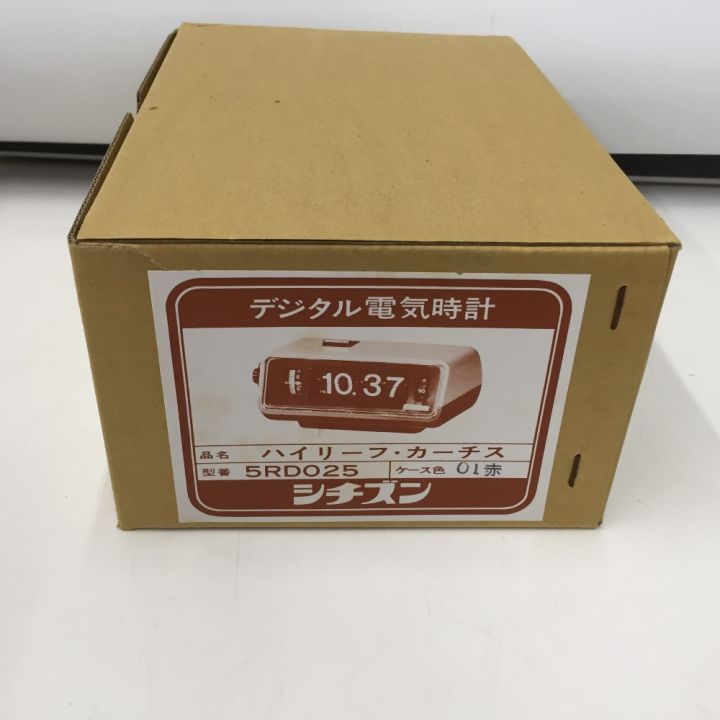 デジタル電気時計
10.37
品名 ハイリーフ・カーチス
型番 5RD025 ケース色 01赤
シチズン